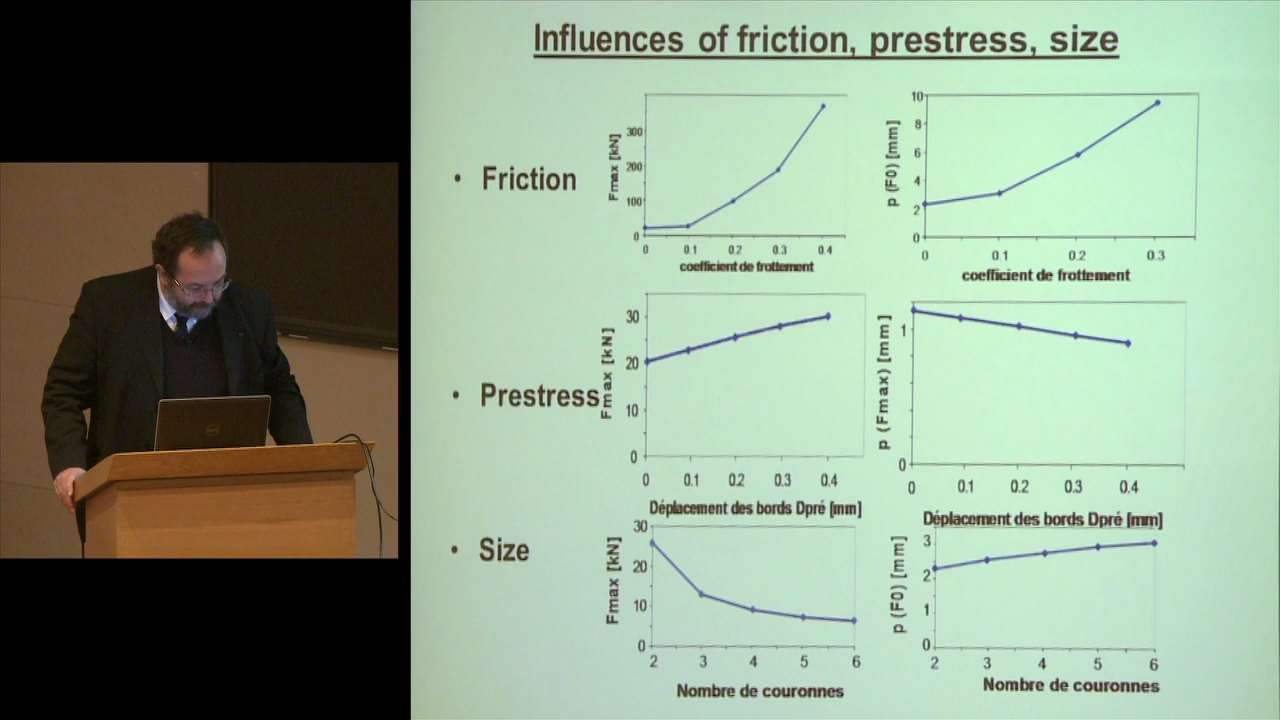 Influences of friction, prestress, size
• Friction
Fmax [kN]
300
200
100
0
0 0.1 0.2 0.3 0.4
coefficient de frottement
p (F0) [mm]
10
8
6
4
2
0
0 0.1 0.2 0.3
coefficient de frottement
• Prestress
Fmax [kN]
30
20
10
0
0 0.1 0.2 0.3 0.4
Déplacement des bords Dpré [mm]
p (Fmax) [mm]
1
0
0 0.1 0.2 0.3 0.4
Déplacement des bords Dpré [mm]
• Size
Fmax [kN]
30
20
10
0
2 3 4 5 6
Nombre de couronnes
p (F0) [mm]
3
2
1
0
2 3 4 5 6
Nombre de couronnes